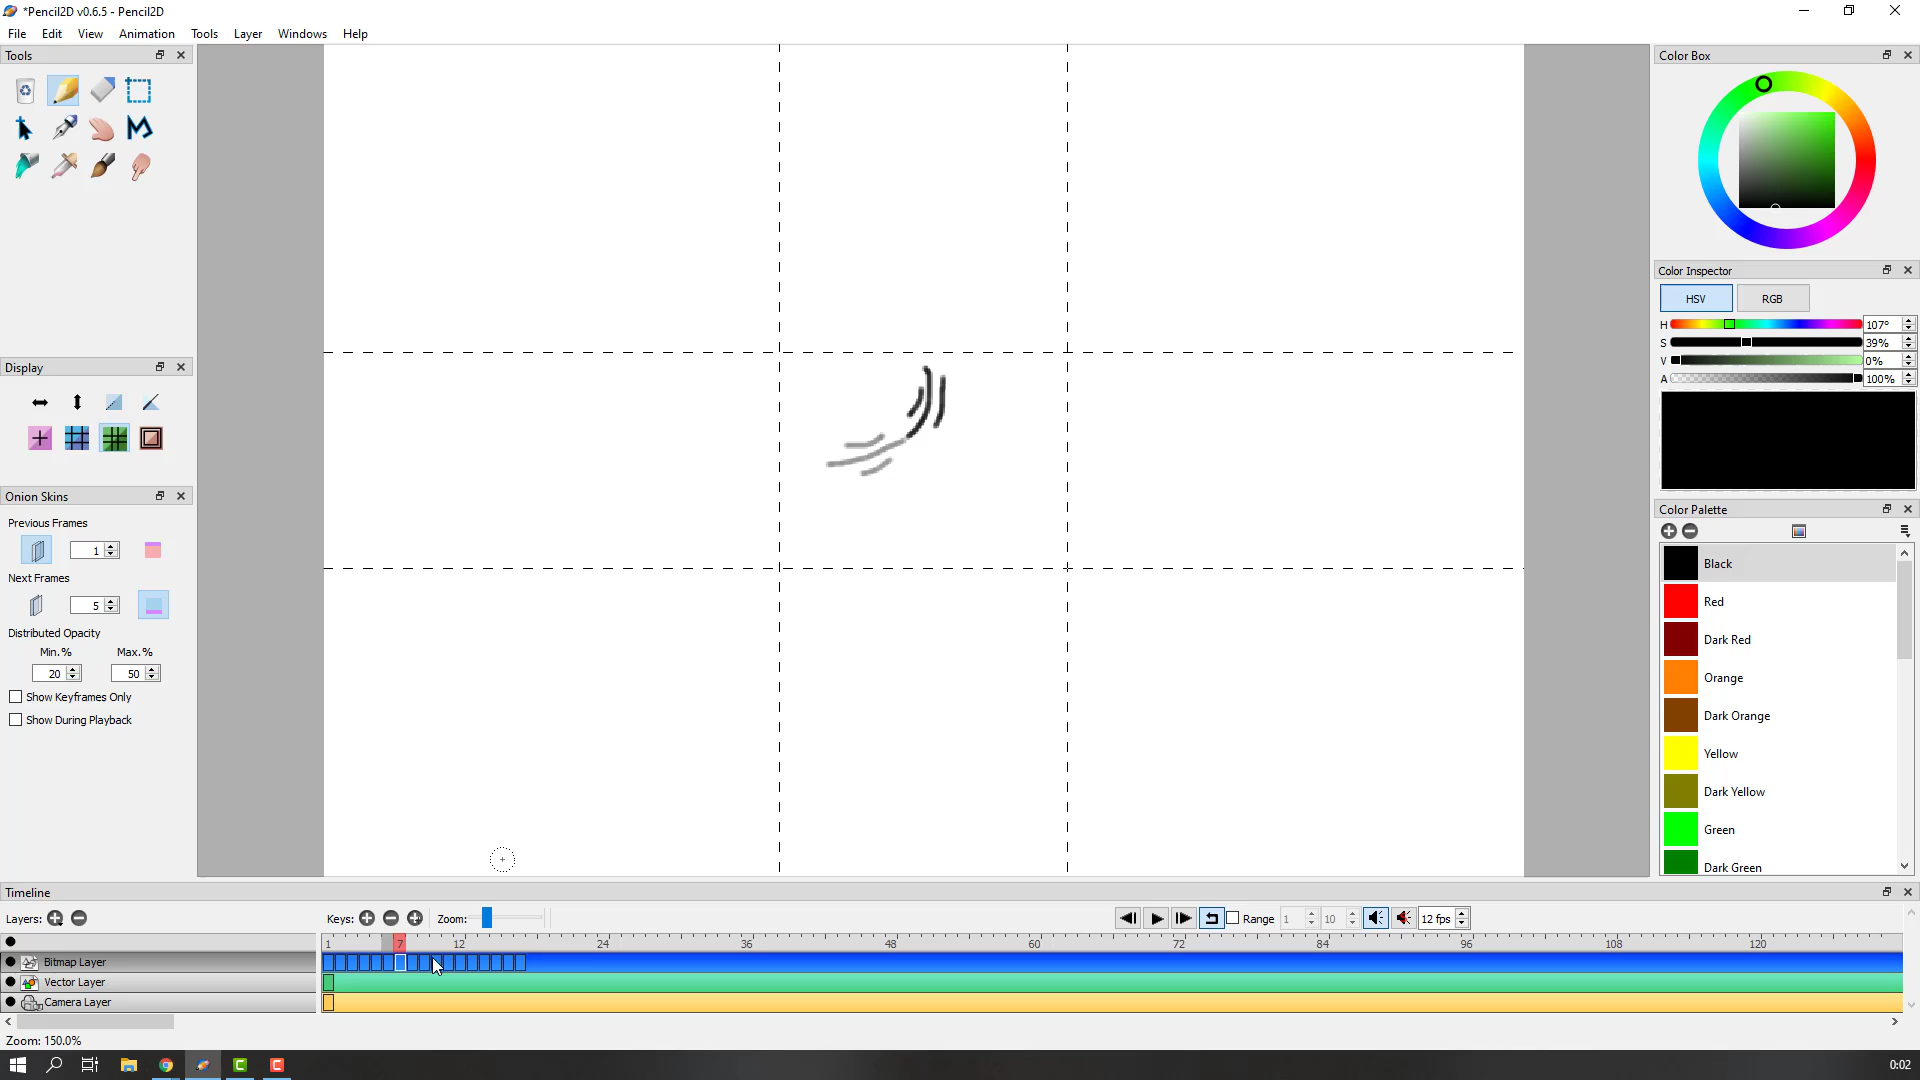 *Pencil2D v0.6.5 - Pencil2D
File Edit View Animation Tools Layer Windows Help
Tools
Display
Onion Skins
Previous Frames
1
Next Frames
5
Distributed Opacity
Min.% Max.%
20 50
Show Keyframes Only
Show During Playback
Color Box
Color Inspector
HSV RGB
H 107°
S 39%
V 0%
A 100%
Color Palette
Black
Red
Dark Red
Orange
Dark Orange
Yellow
Dark Yellow
Green
Dark Green
Timeline
Layers: Keys: Zoom: Range 1 10 12 fps
1 7 12 24 36 48 60 72 84 96 108 120
Bitmap Layer
Vector Layer
Camera Layer
Zoom: 150.0%
0:02